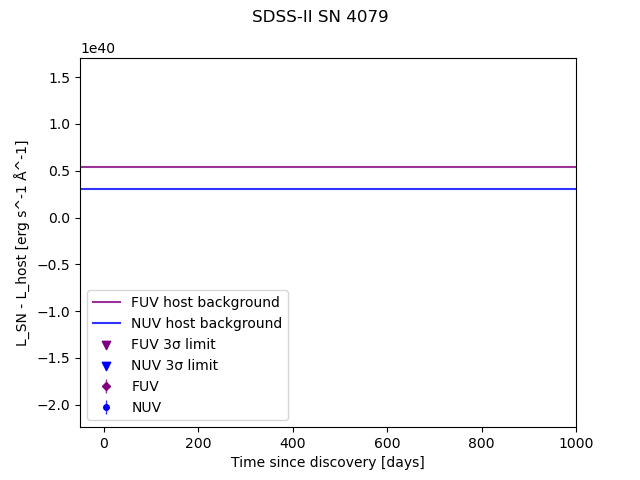 SDSS-II SN 4079
1e40
1.5
1.0
0.5
0.0
−0.5
−1.0
−1.5
−2.0
L_SN - L_host [erg s^-1 Å^-1]
FUV host background
NUV host background
FUV 3σ limit
NUV 3σ limit
FUV
NUV
0 200 400 600 800 1000
Time since discovery [days]